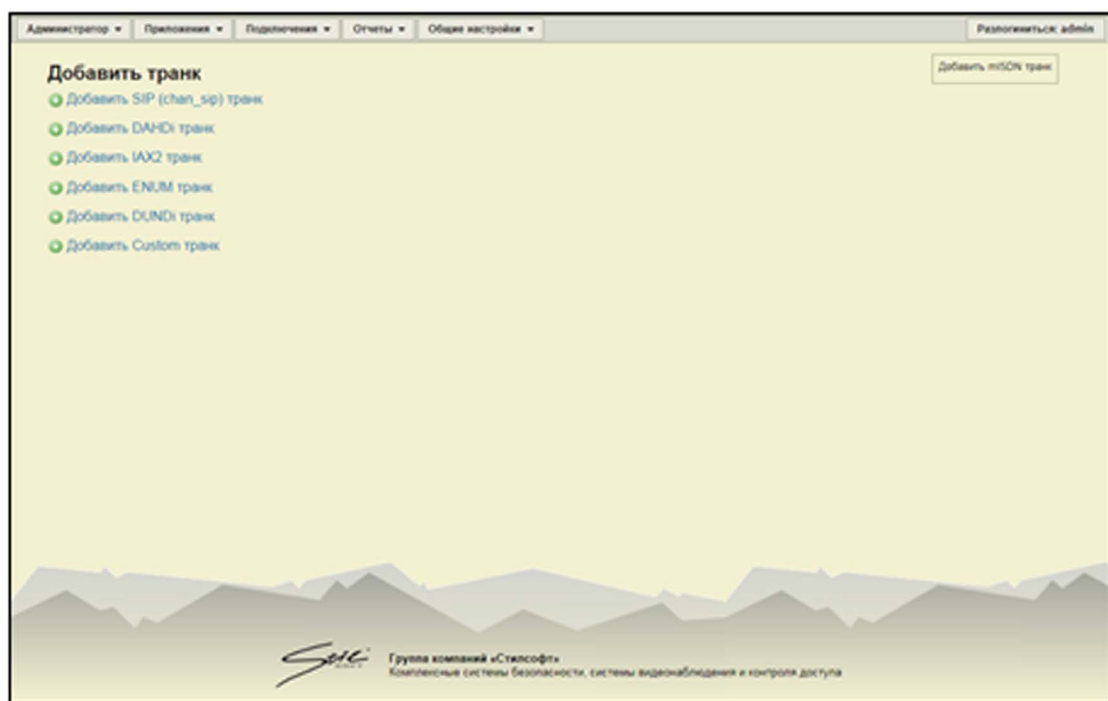 Администратор Приложения Подключения Отчеты Общие настройки Разлогиниться: admin
Добавить транк
Добавить mISDN транк
Добавить SIP (chan_sip) транк
Добавить DAHDi транк
Добавить IAX2 транк
Добавить ENUM транк
Добавить DUNDi транк
Добавить Custom транк
Группа компаний «Стилсофт»
Комплексные системы безопасности, системы видеонаблюдения и контроля доступа